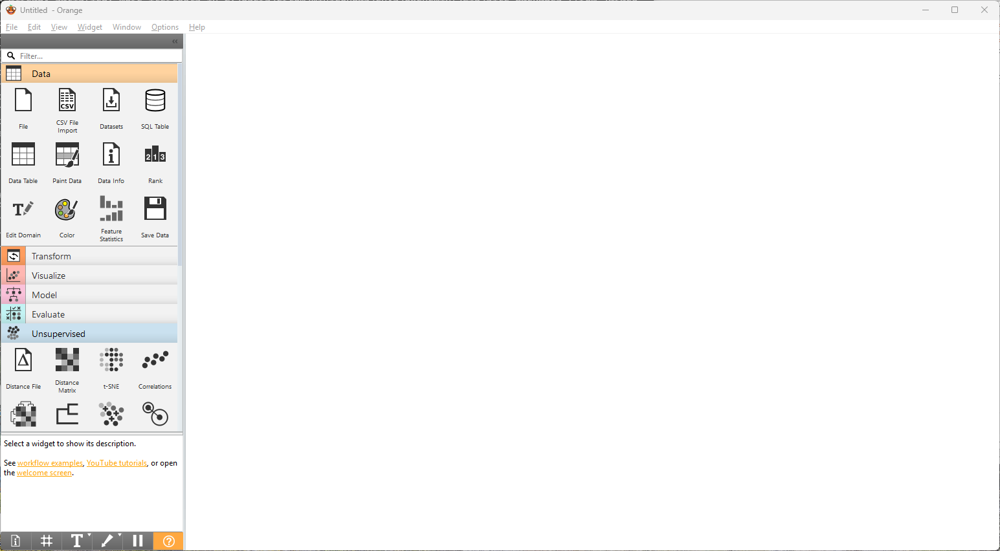 Untitled - Orange
File Edit View Widget Window Options Help
Filter...
Data
File
CSV
CSV File
Import
Datasets
SQL Table
Data Table
Paint Data
Data Info
213
Rank
Edit Domain
Color
Feature
Statistics
Save Data
Transform
Visualize
Model
Evaluate
Unsupervised
Distance File
Distance
Matrix
t-SNE
Correlations
Select a widget to show its description.
See workflow examples, YouTube tutorials, or open
the welcome screen.